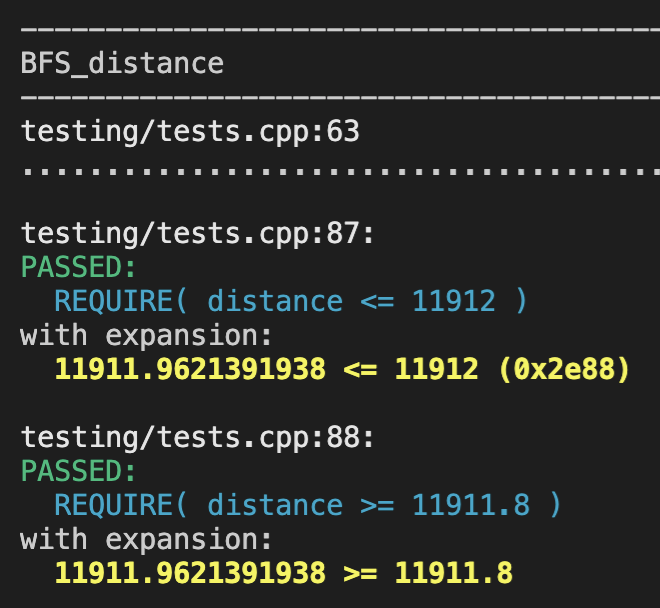 BFS_distance
testing/tests.cpp:63
testing/tests.cpp:87:
PASSED:
REQUIRE( distance <= 11912 )
with expansion:
11911.9621391938 <= 11912 (0x2e88)
testing/tests.cpp:88:
PASSED:
REQUIRE( distance >= 11911.8 )
with expansion:
11911.9621391938 >= 11911.8